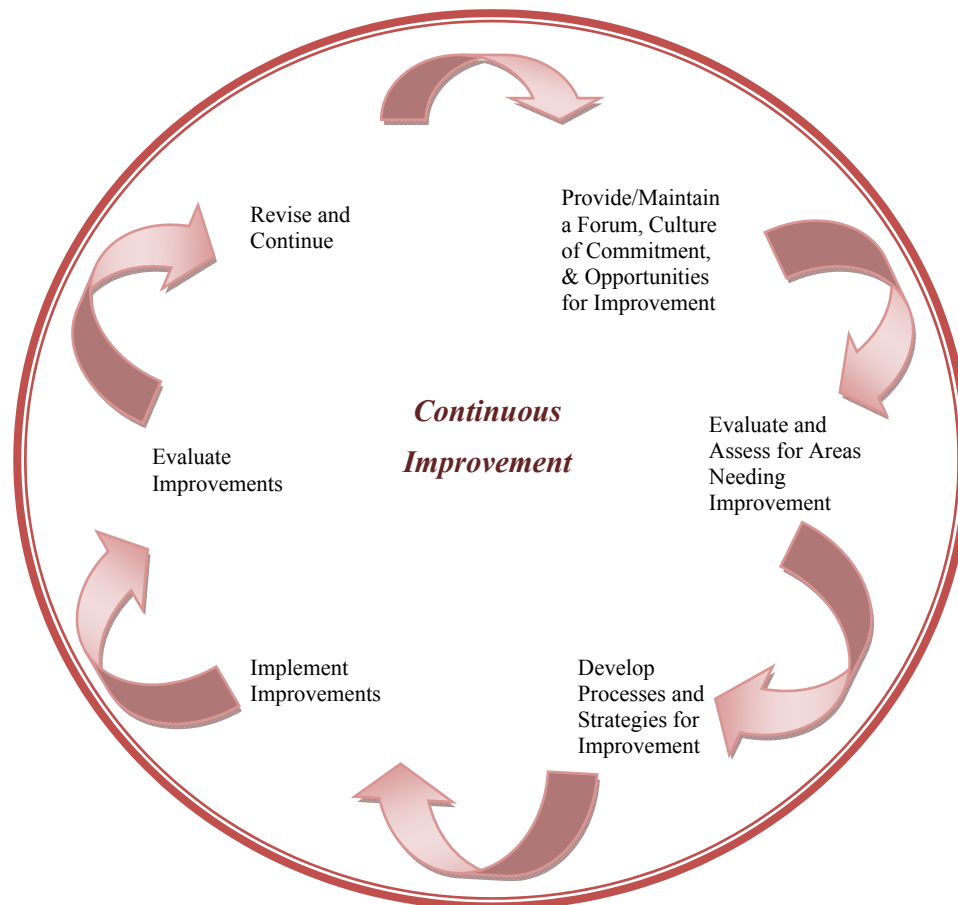 Revise and
Continue
Provide/Maintain
a Forum, Culture
of Commitment,
& Opportunities
for Improvement
Continuous
Improvement
Evaluate and
Assess for Areas
Needing
Improvement
Evaluate
Improvements
Implement
Improvements
Develop
Processes and
Strategies for
Improvement